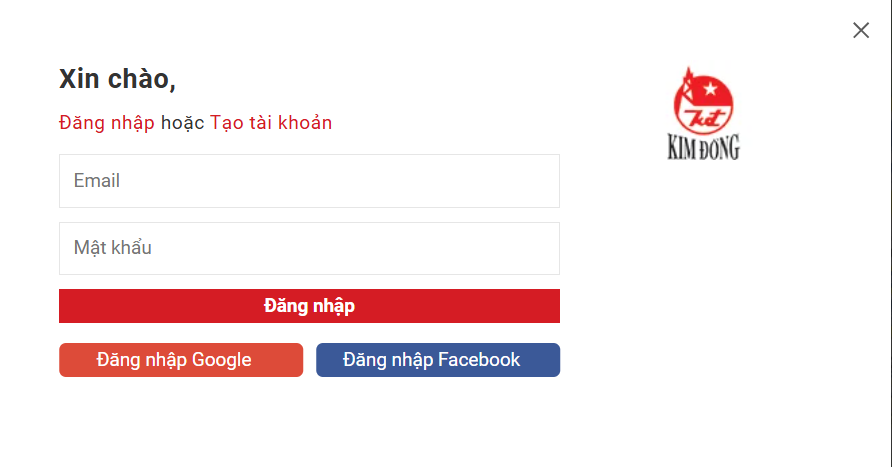 Xin chào,
Đăng nhập hoặc Tạo tài khoản
Email
Mật khẩu
Đăng nhập
Đăng nhập Google
Đăng nhập Facebook
kđ
KIM ĐỒNG